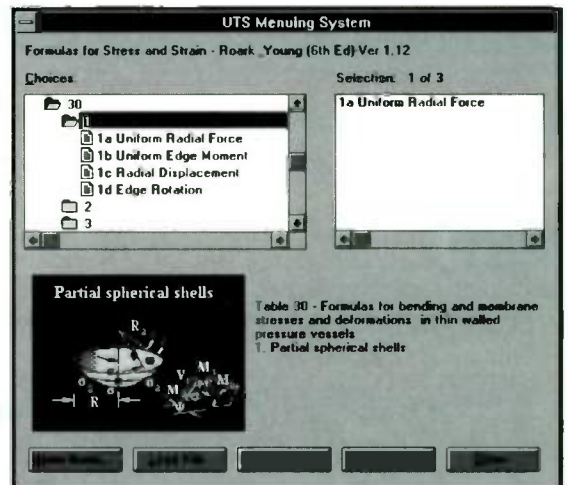 UTS Menuing System
Formulas for Stress and Strain - Roark_Young (6th Ed) Ver 1.12
Choices
Selection: 1 of 3
30
1
1a Uniform Radial Force
1b Uniform Edge Moment
1c Radial Displacement
1d Edge Rotation
2
3
1a Uniform Radial Force
Partial spherical shells
R2
V M1
M M
R
Table 30 - Formulas for bending and membrane
stresses and deformations in thin walled
pressure vessels
1. Partial spherical shells